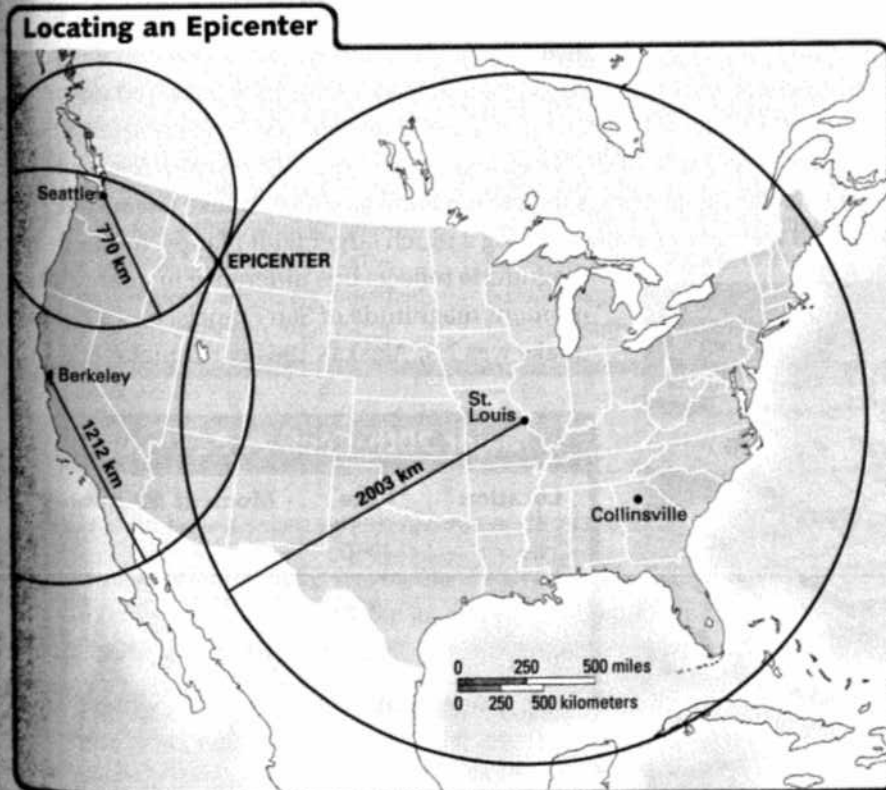 Locating an Epicenter
Seattle
770 km
EPICENTER
Berkeley
1212 km
St.
Louis
2003 km
Collinsville
0 250 500 miles
0 250 500 kilometers